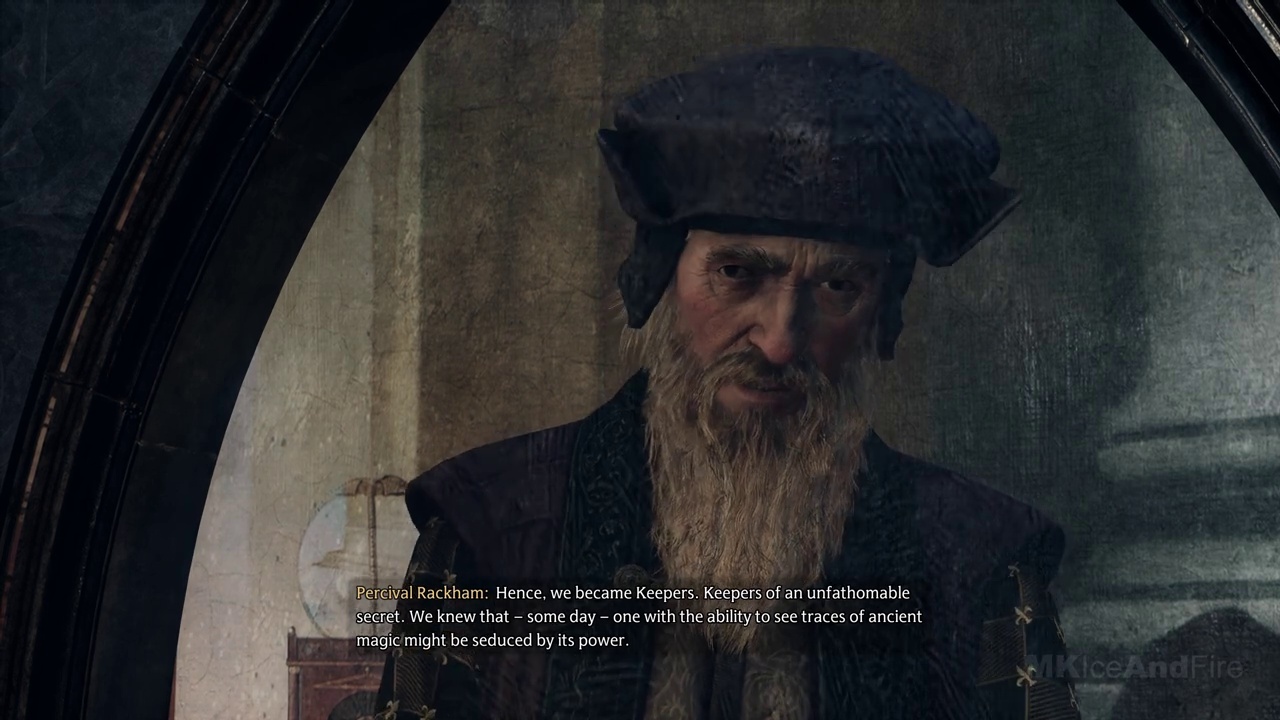 Percival Rackham: Hence, we became Keepers. Keepers of an unfathomable
secret. We knew that – some day – one with the ability to see traces of ancient
magic might be seduced by its power.
MKIceAndFire